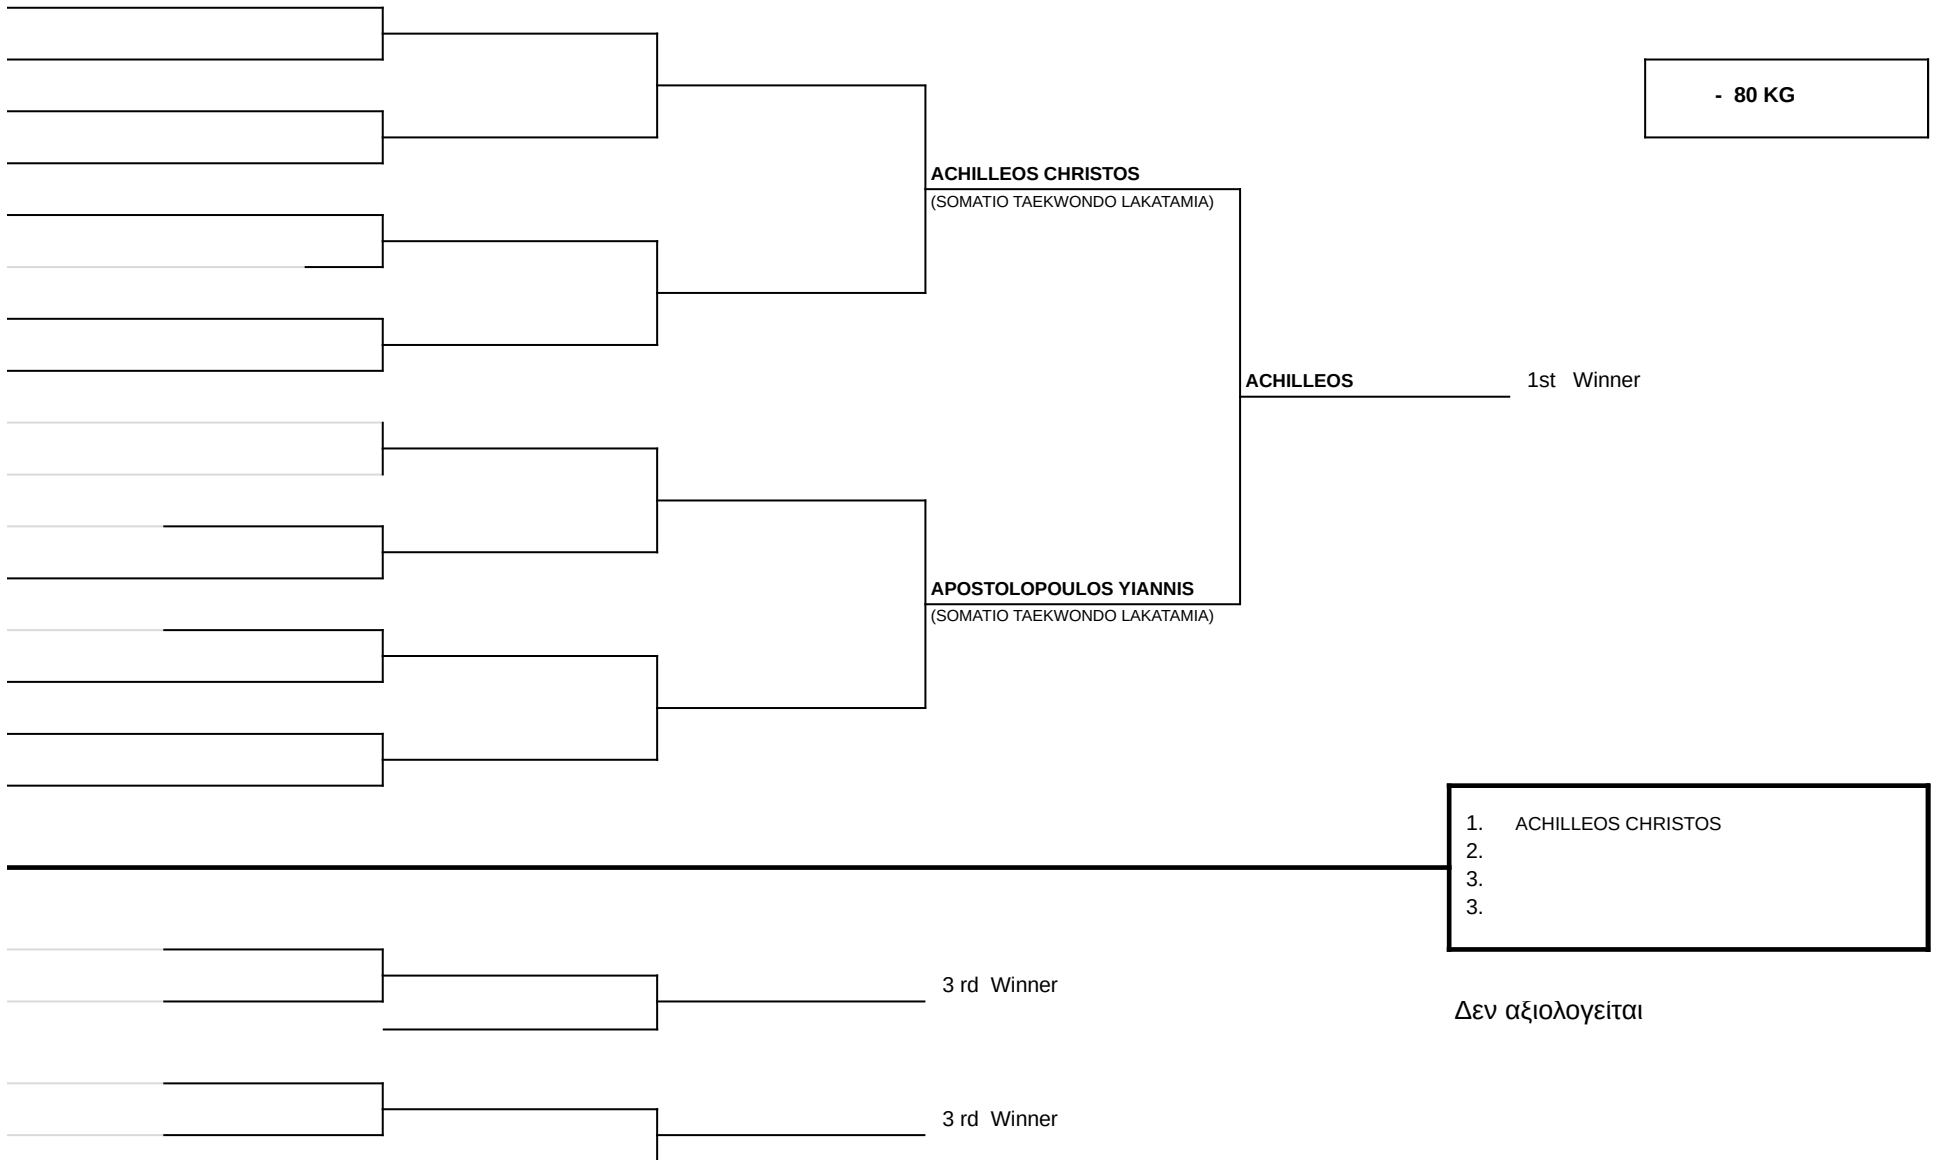 - 80 KG
ACHILLEOS CHRISTOS
(SOMATIO TAEKWONDO LAKATAMIA)
ACHILLEOS
1st Winner
APOSTOLOPOULOS YIANNIS
(SOMATIO TAEKWONDO LAKATAMIA)
1. ACHILLEOS CHRISTOS
2.
3.
3.
3 rd Winner
Δεν αξιολογείται
3 rd Winner